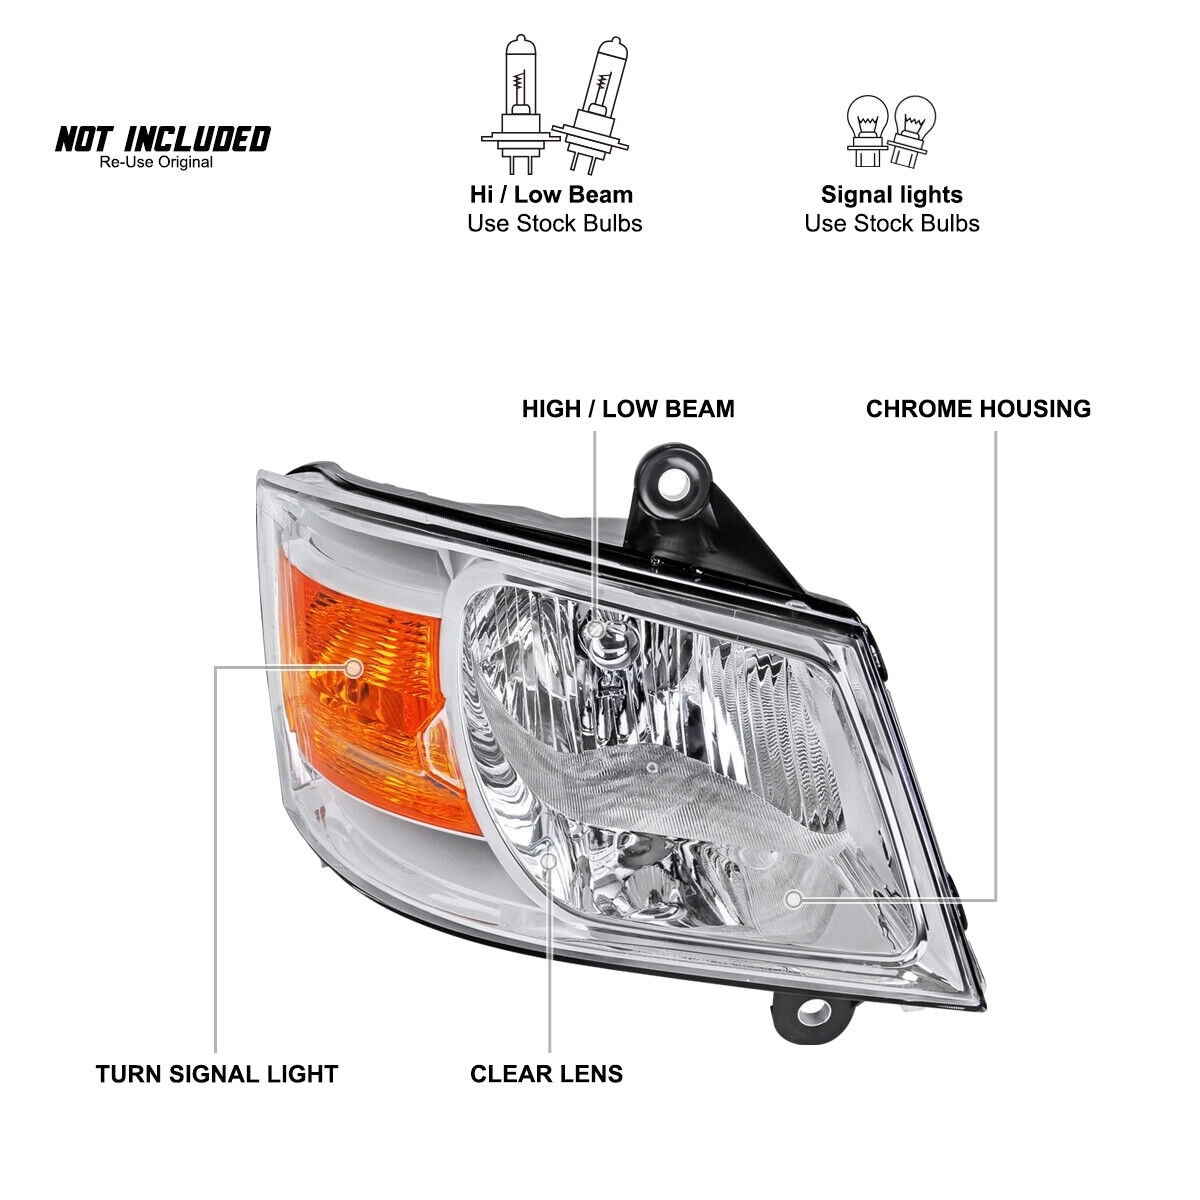 NOT INCLUDED
Re-Use Original
Hi / Low Beam
Use Stock Bulbs
Signal lights
Use Stock Bulbs
HIGH / LOW BEAM
CHROME HOUSING
TURN SIGNAL LIGHT
CLEAR LENS